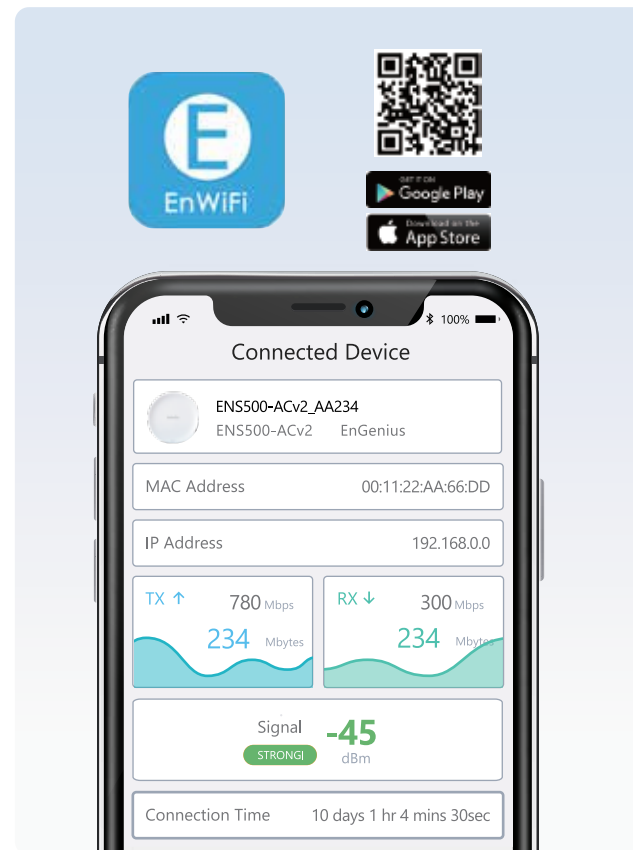 E
EnWiFi
GET IT ON
Google Play
Download on the
App Store
100%
Connected Device
ENS500-ACv2_AA234
ENS500-ACv2 EnGenius
MAC Address 00:11:22:AA:66:DD
IP Address 192.168.0.0
TX ↑ 780 Mbps
234 Mbytes
RX ↓ 300 Mbps
234 Mbytes
Signal -45
STRONG! dBm
Connection Time 10 days 1 hr 4 mins 30sec